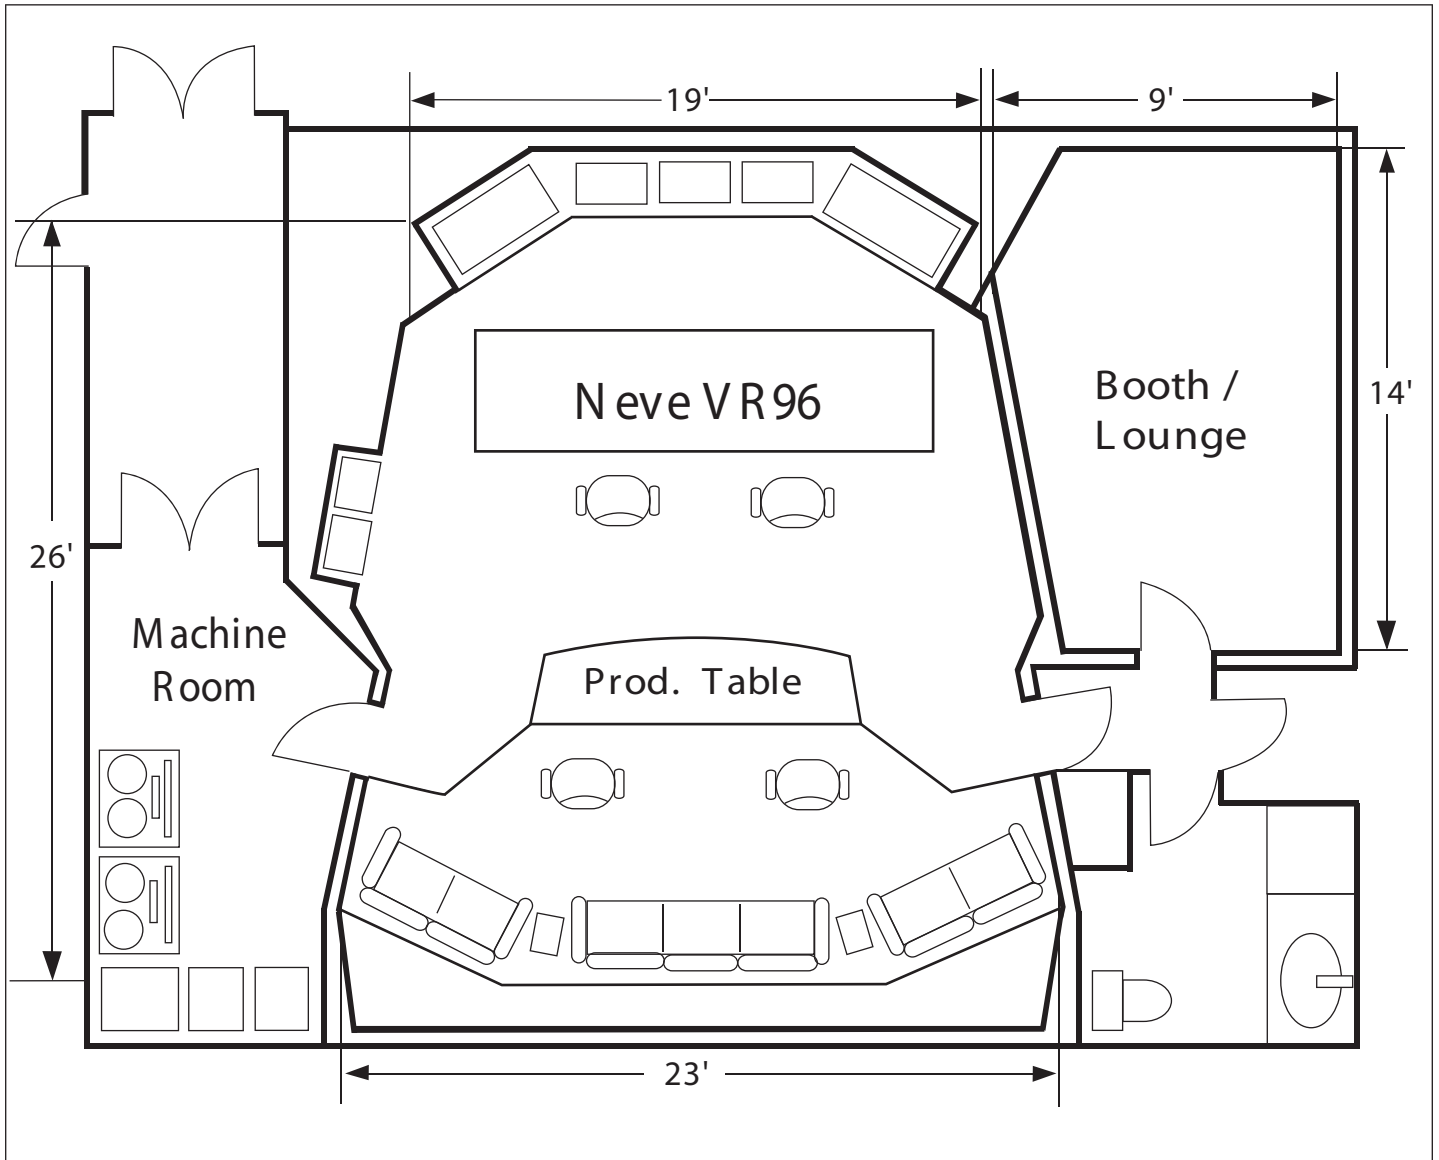 19'
9'
Neve VR96
Booth /
Lounge
14'
26'
Machine
Room
Prod. Table
23'